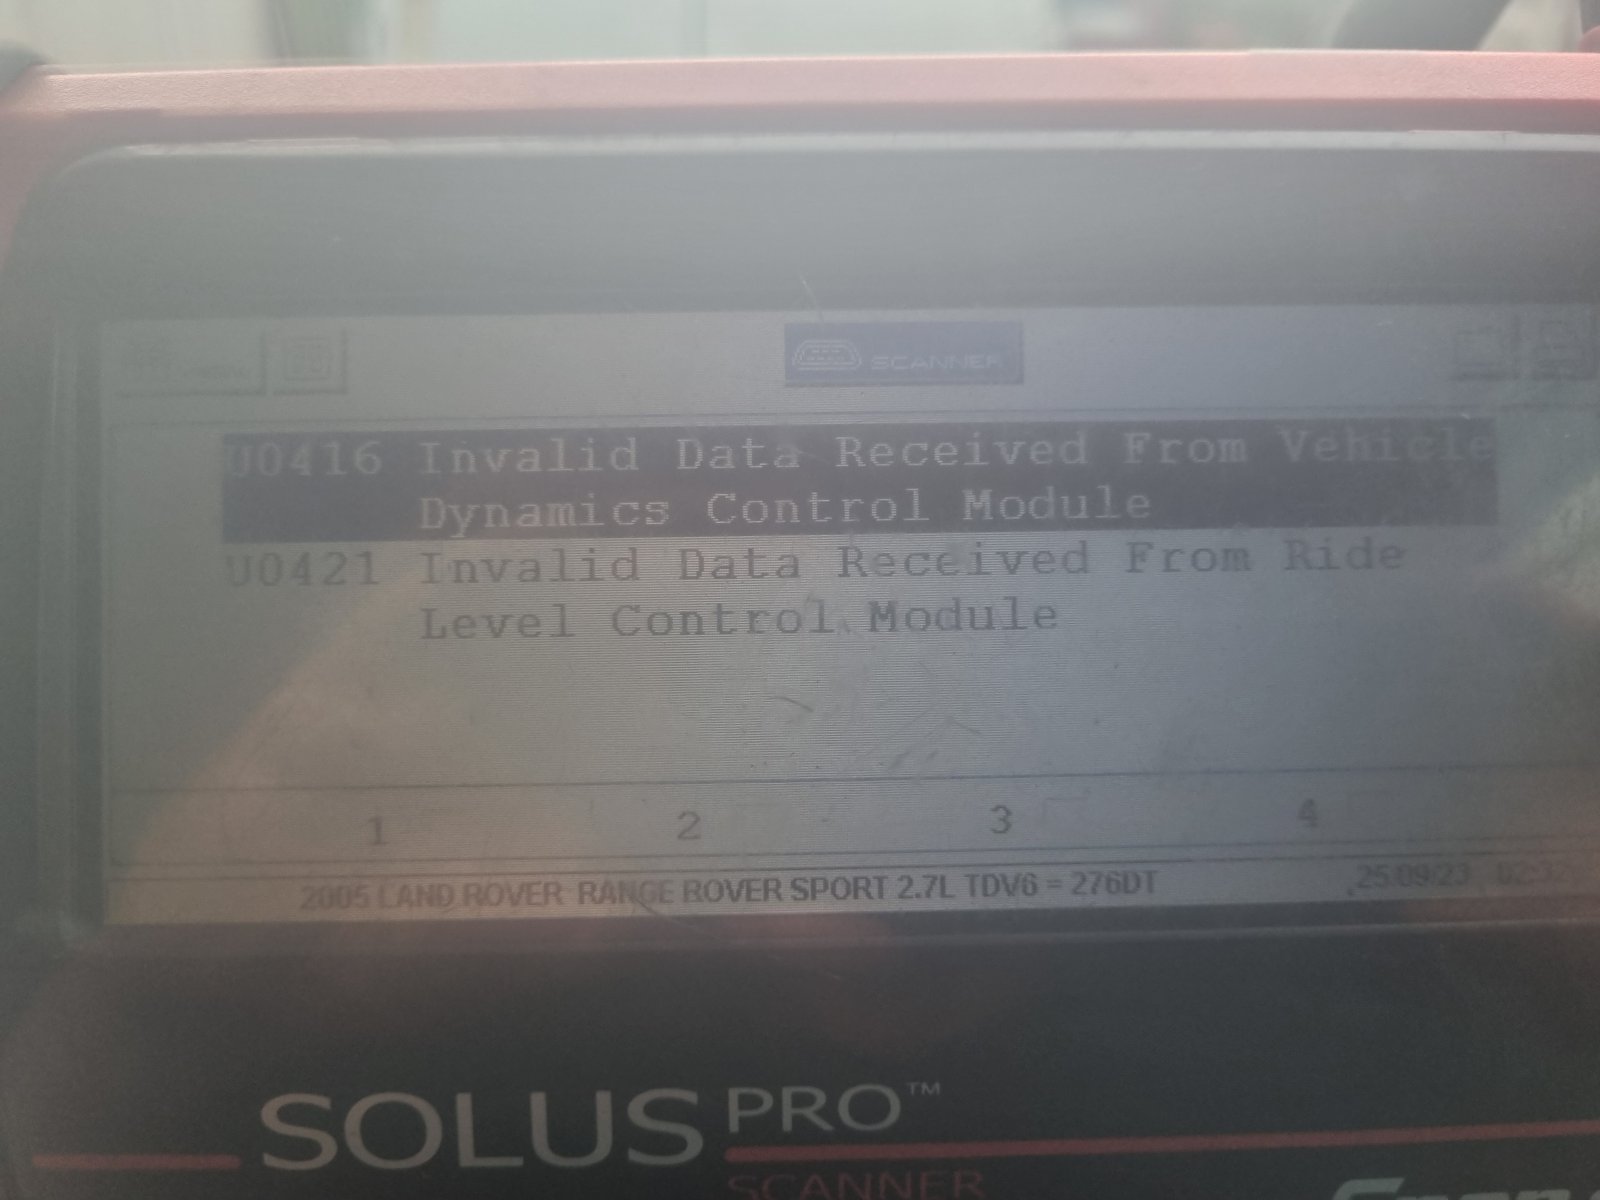 SCANNER
U0416 Invalid Data Received From Vehicle
Dynamics Control Module
U0421 Invalid Data Received From Ride
Level Control Module
1 2 3 4
2005 LAND ROVER RANGE ROVER SPORT 2.7L TDV6 = 276DT 25/09/23
SOLUS PRO™
SCANNER